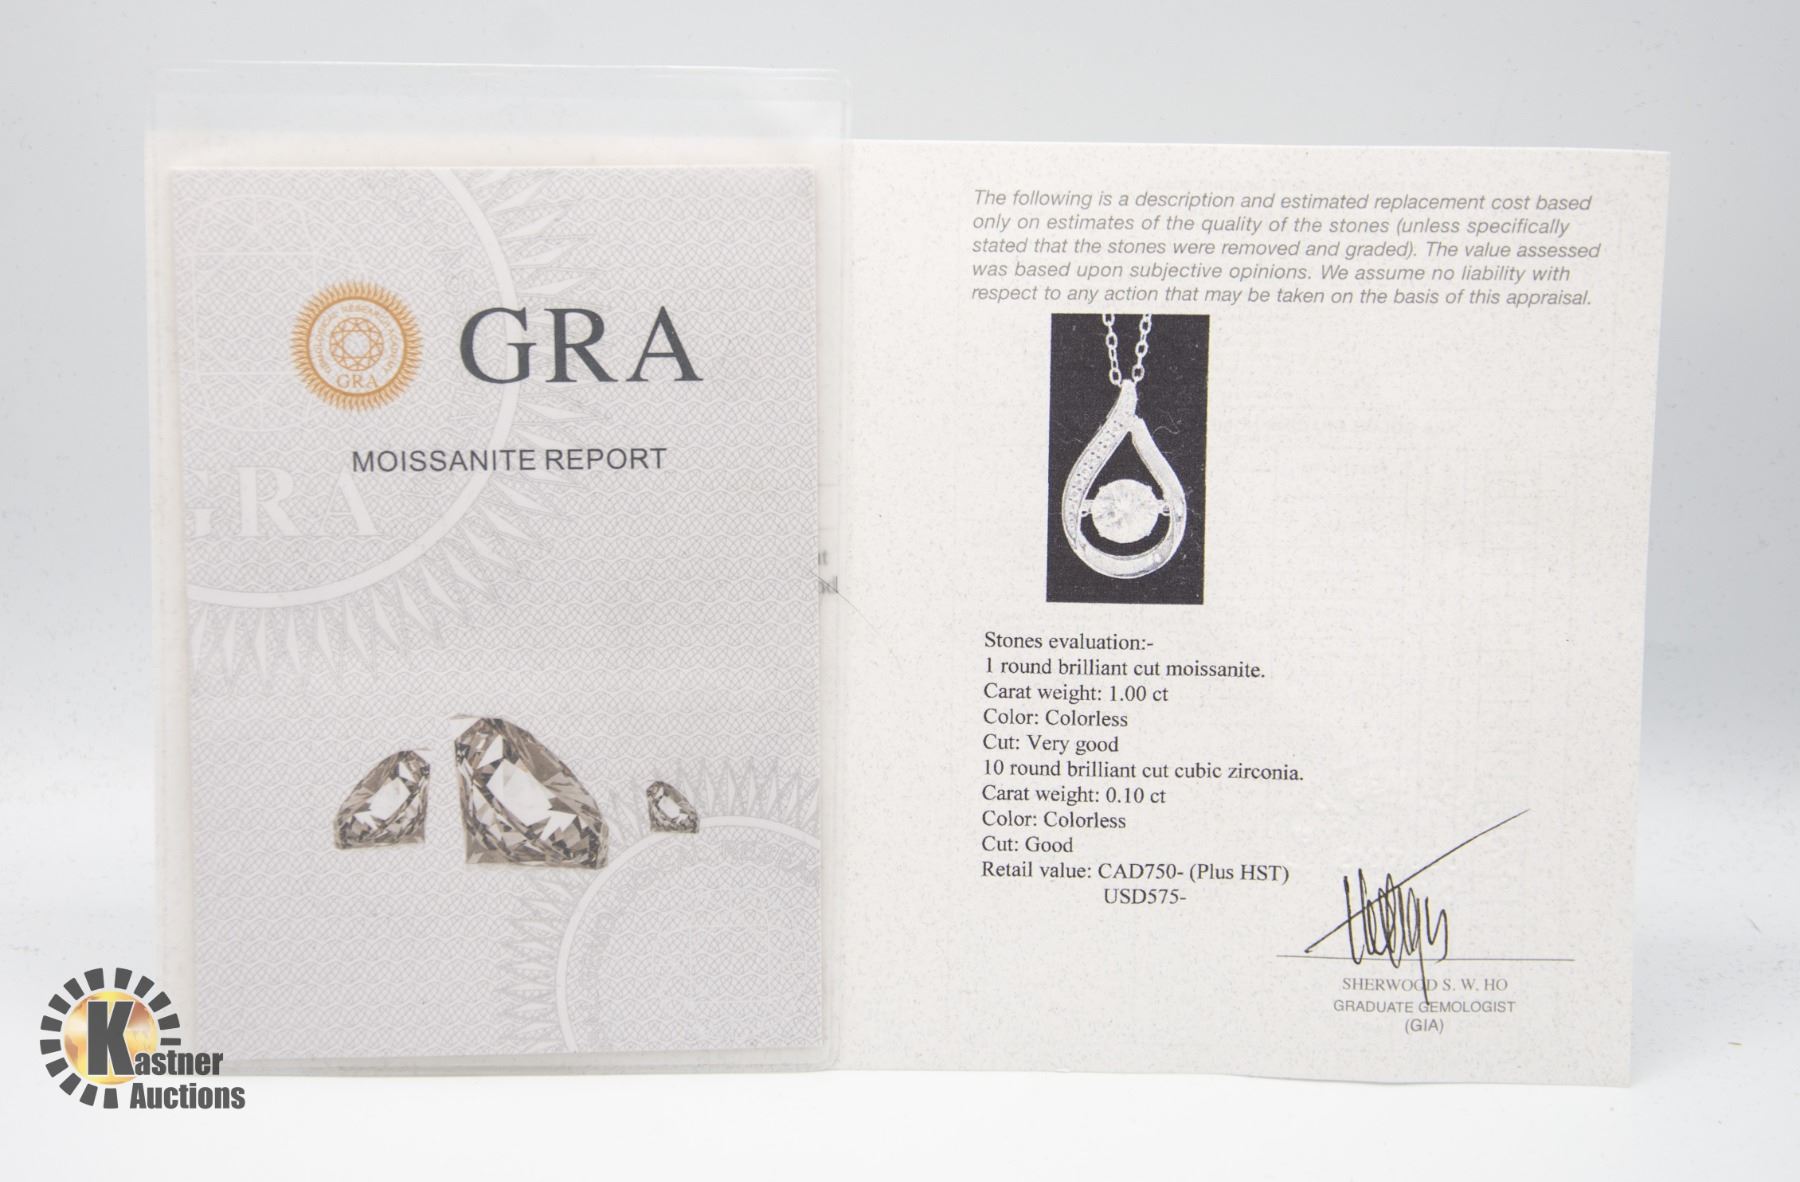 GRA
GRA
MOISSANITE REPORT
GRA
The following is a description and estimated replacement cost based
only on estimates of the quality of the stones (unless specifically
stated that the stones were removed and graded). The value assessed
was based upon subjective opinions. We assume no liability with
respect to any action that may be taken on the basis of this appraisal.
Stones evaluation:-
1 round brilliant cut moissanite.
Carat weight: 1.00 ct
Color: Colorless
Cut: Very good
10 round brilliant cut cubic zirconia.
Carat weight: 0.10 ct
Color: Colorless
Cut: Good
Retail value: CAD750- (Plus HST)
USD575-
SHERWOOD S. W. HO
GRADUATE GEMOLOGIST
(GIA)
Kastner
Auctions